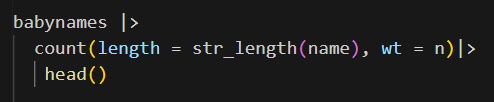 babynames |>
  count(length = str_length(name), wt = n)|>
    head()